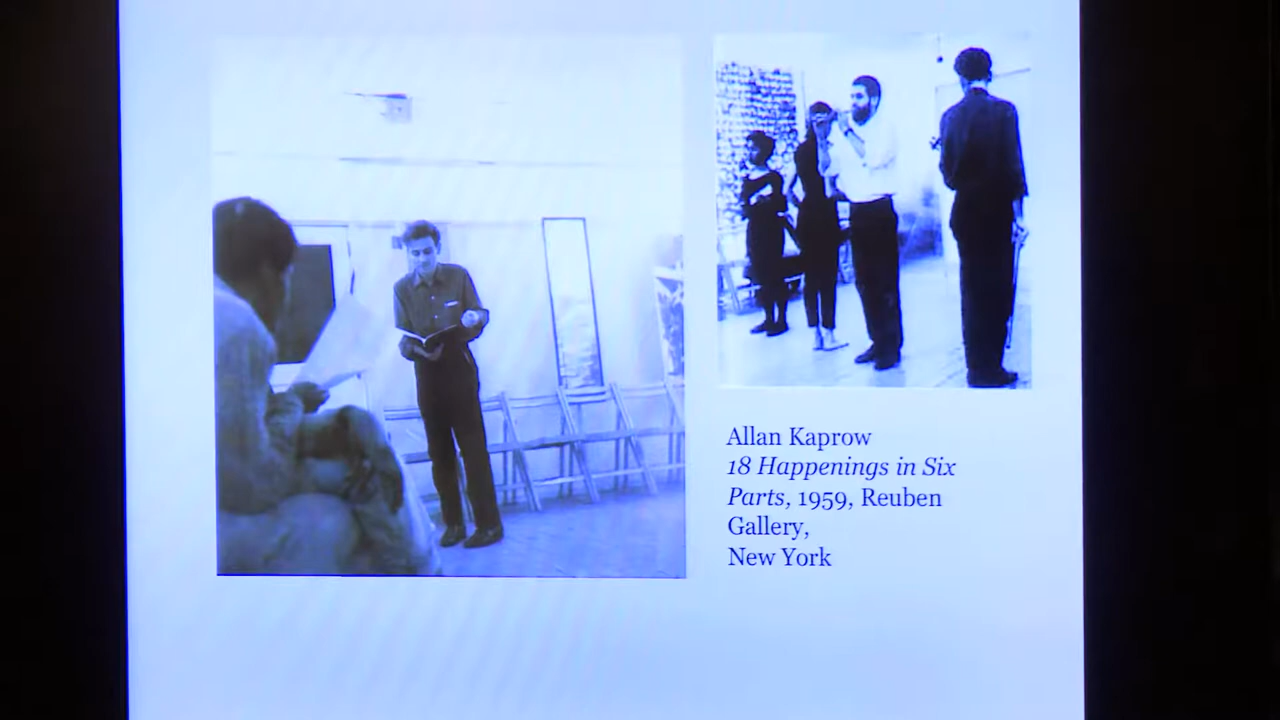 Allan Kaprow
18 Happenings in Six
Parts, 1959, Reuben
Gallery,
New York